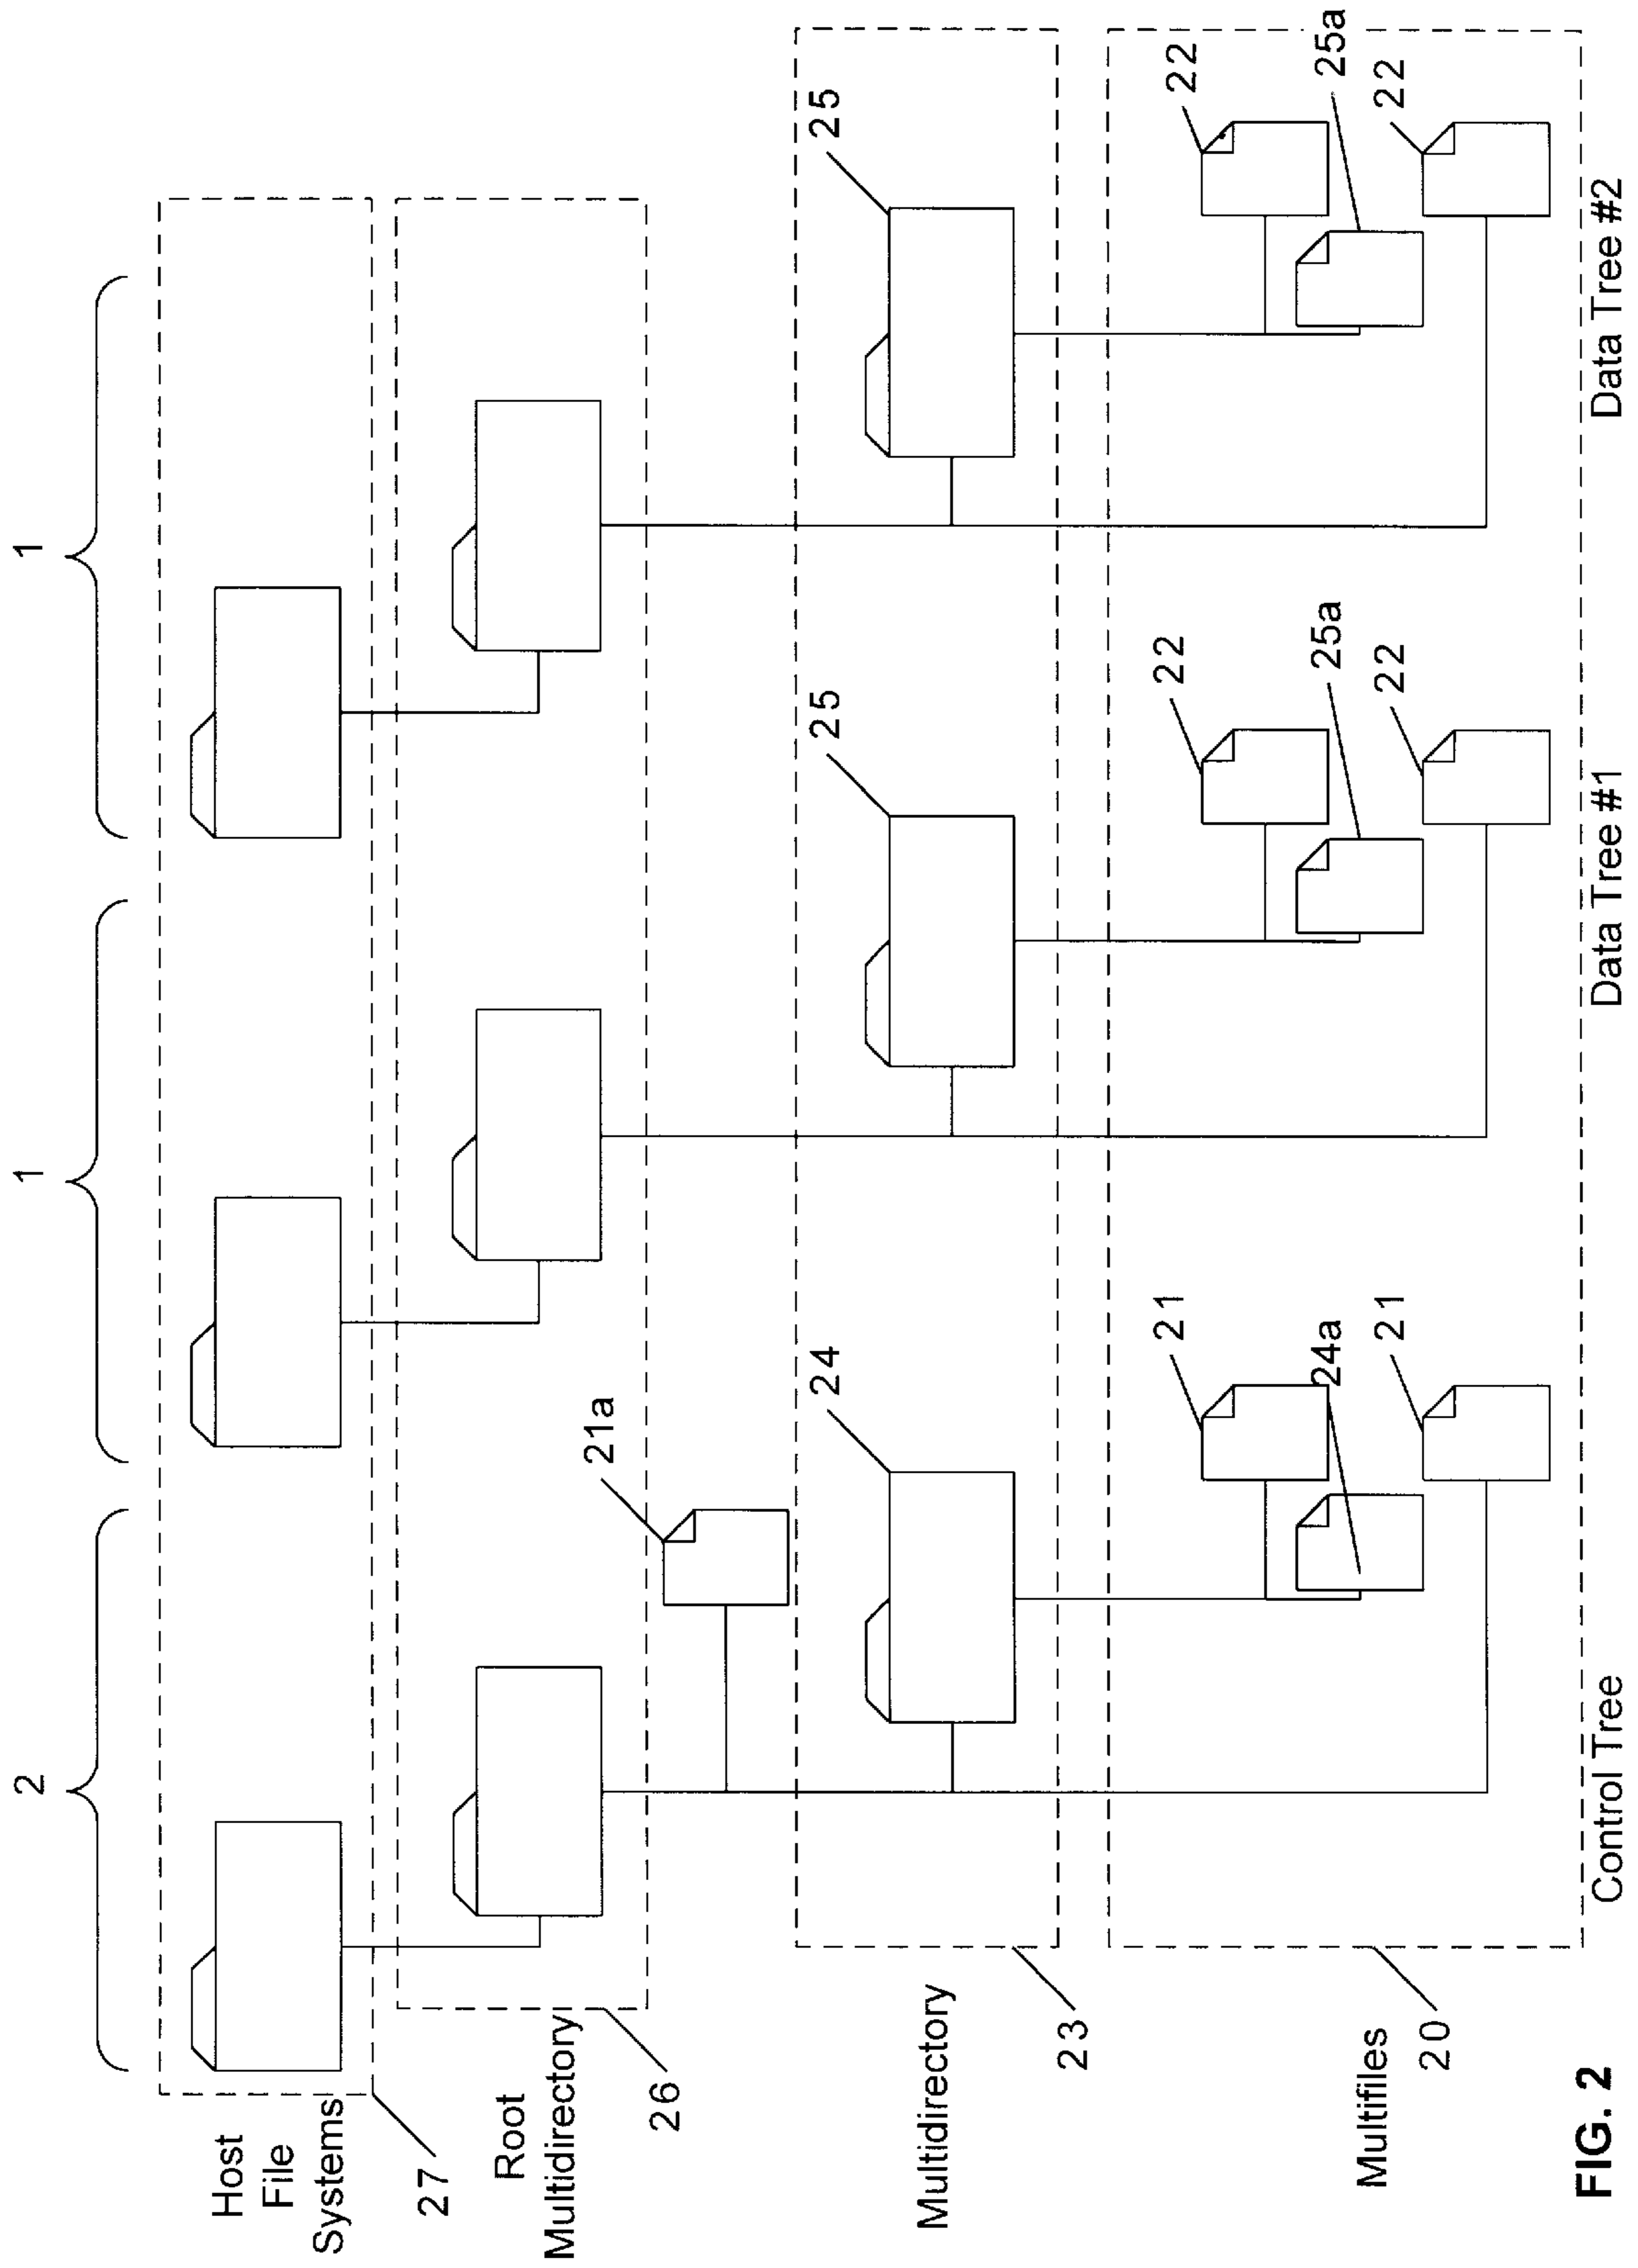 2
1
1
Host
File
Systems
27
Root
Multidirectory
26
21a
Multidirectory
23
24
25
25
Multifiles
20
21
24a
21
22
25a
22
22
25a
22
Control Tree
Data Tree #1
Data Tree #2
FIG. 2